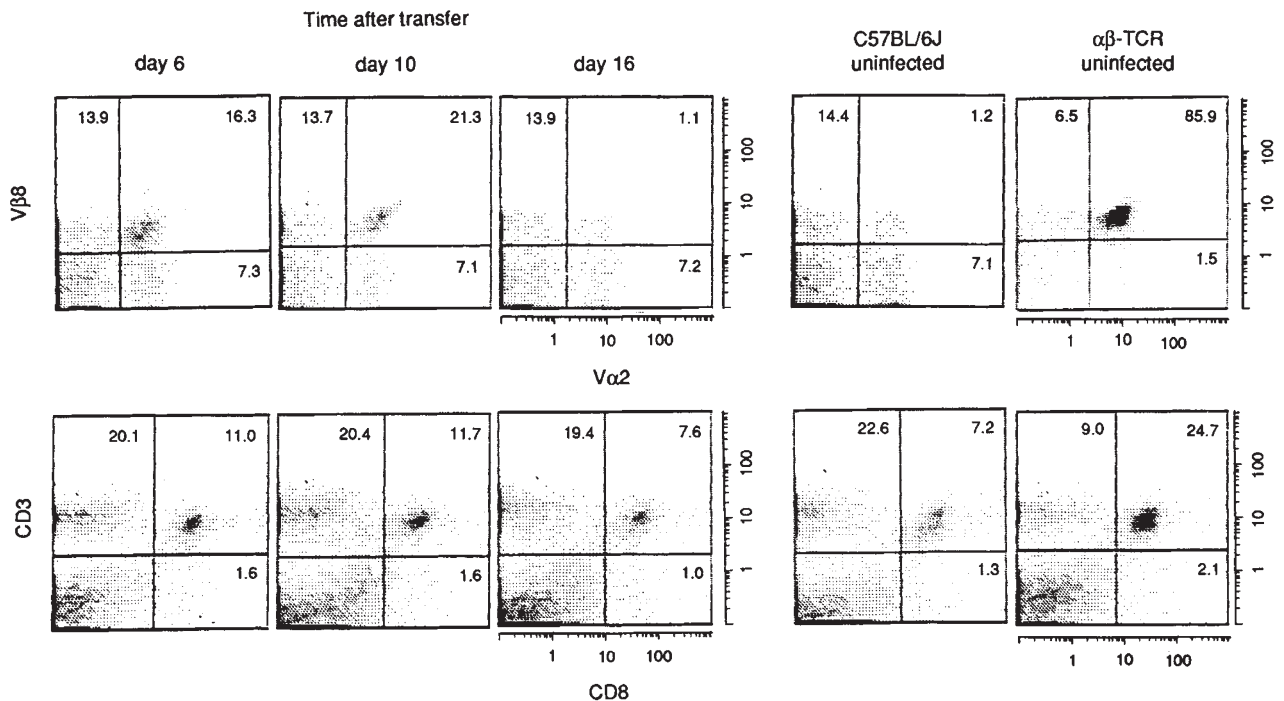 Time after transfer
day 6
day 10
day 16
C57BL/6J
uninfected
αβ-TCR
uninfected
Vβ8
13.9 16.3
7.3
13.7 21.3
7.1
13.9 1.1
7.2
100
10
1
14.4 1.2
7.1
6.5 85.9
1.5
100
10
1
1 10 100
1 10 100
Vα2
CD3
20.1 11.0
1.6
20.4 11.7
1.6
19.4 7.6
1.0
100
10
1
22.6 7.2
1.3
9.0 24.7
2.1
100
10
1
1 10 100
1 10 100
CD8